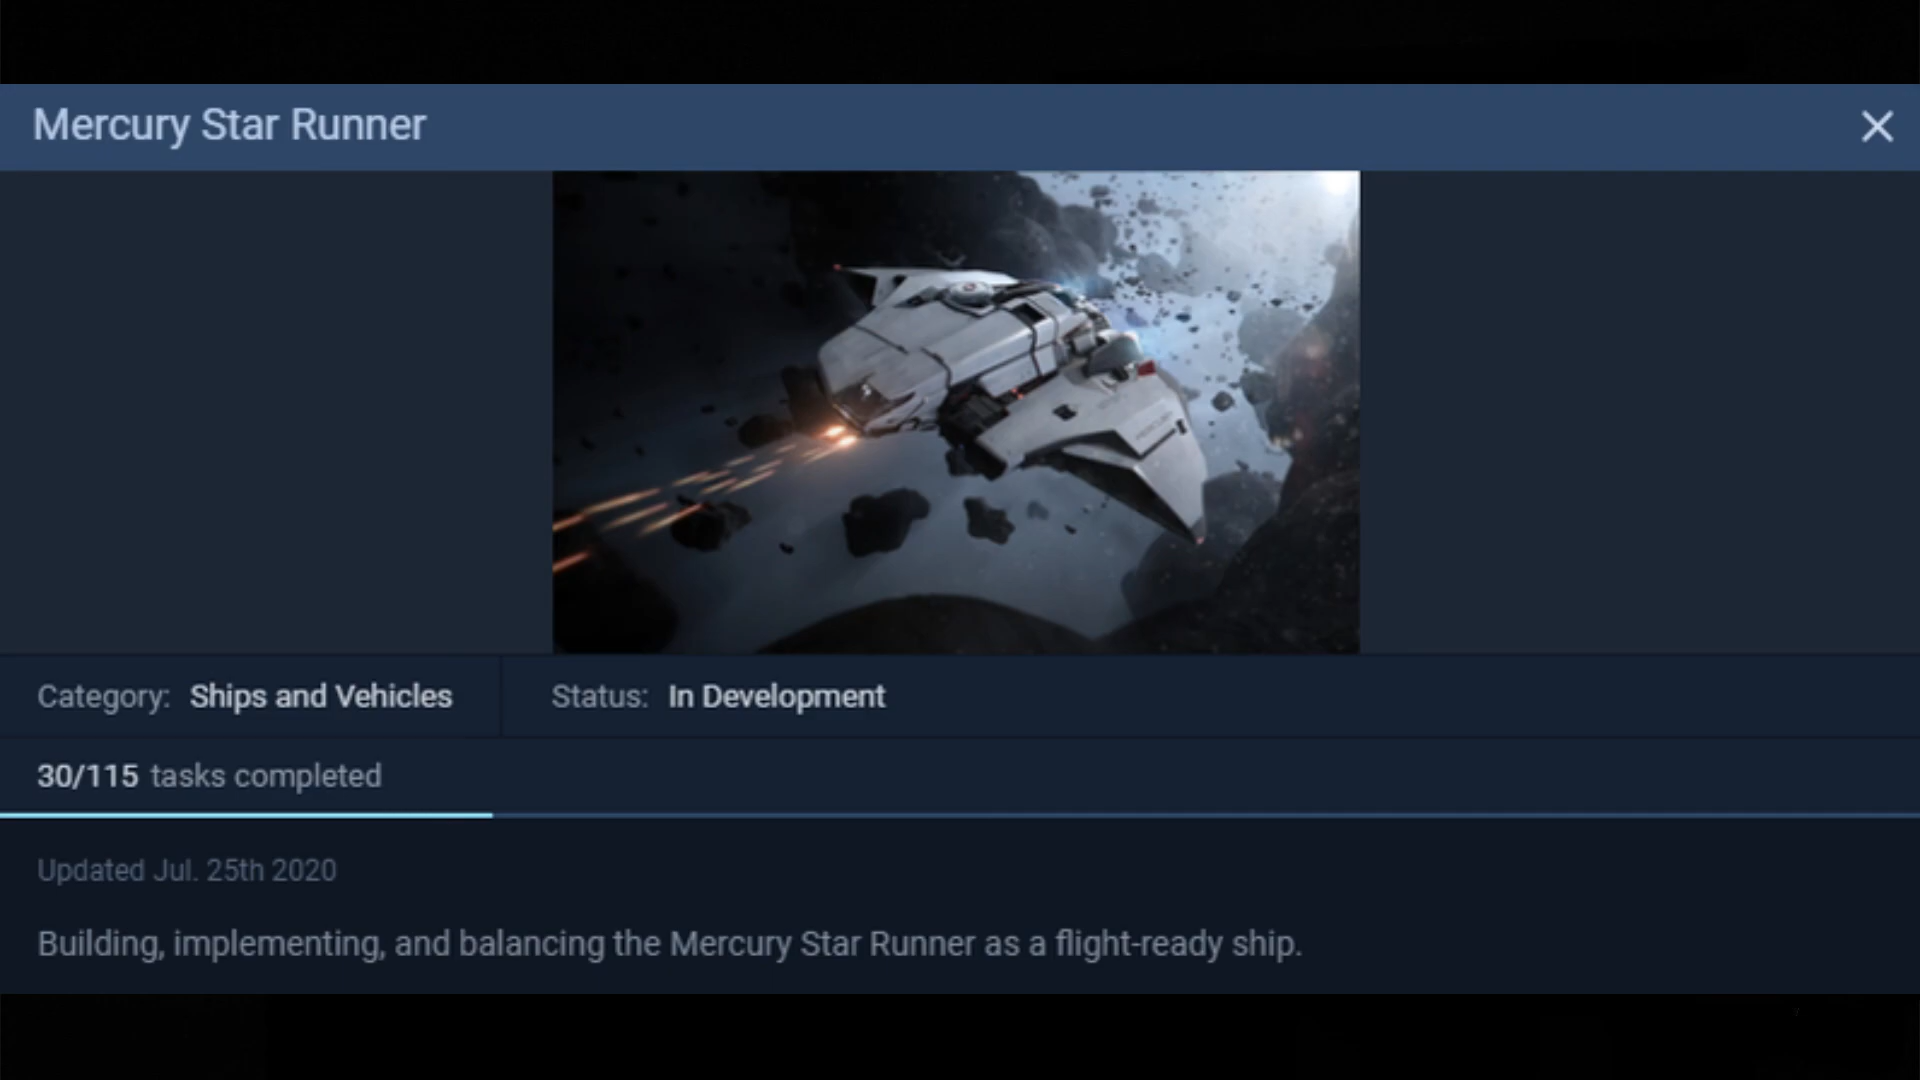 Mercury Star Runner
Category: Ships and Vehicles
Status: In Development
30/115 tasks completed
Updated Jul. 25th 2020
Building, implementing, and balancing the Mercury Star Runner as a flight-ready ship.